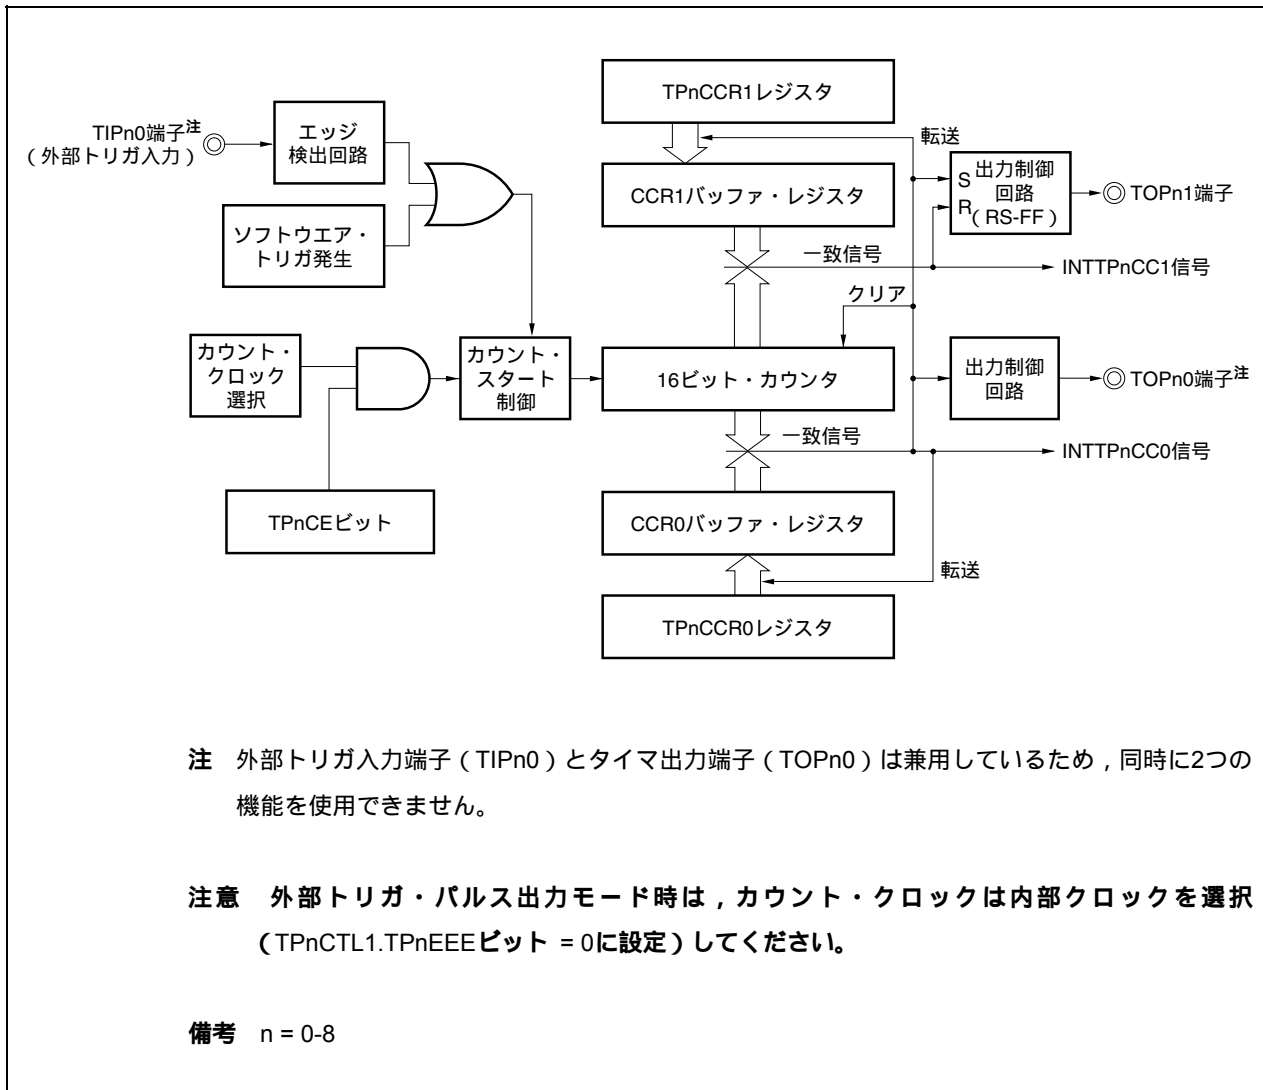 TPnCCR1レジスタ
TIPn0端子注
（外部トリガ入力）
エッジ
検出回路
転送
CCR1バッファ・レジスタ
S
R
出力制御
回路
（RS-FF）
TOPn1端子
ソフトウエア・
トリガ発生
一致信号
INTTPnCC1信号
クリア
カウント・
クロック
選択
カウント・
スタート
制御
16ビット・カウンタ
出力制御
回路
TOPn0端子注
一致信号
INTTPnCC0信号
TPnCEビット
CCR0バッファ・レジスタ
転送
TPnCCR0レジスタ
注　外部トリガ入力端子（TIPn0）とタイマ出力端子（TOPn0）は兼用しているため，同時に2つの
機能を使用できません。
注意　外部トリガ・パルス出力モード時は，カウント・クロックは内部クロックを選択
（TPnCTL1.TPnEEEビット = 0に設定）してください。
備考　n = 0-8